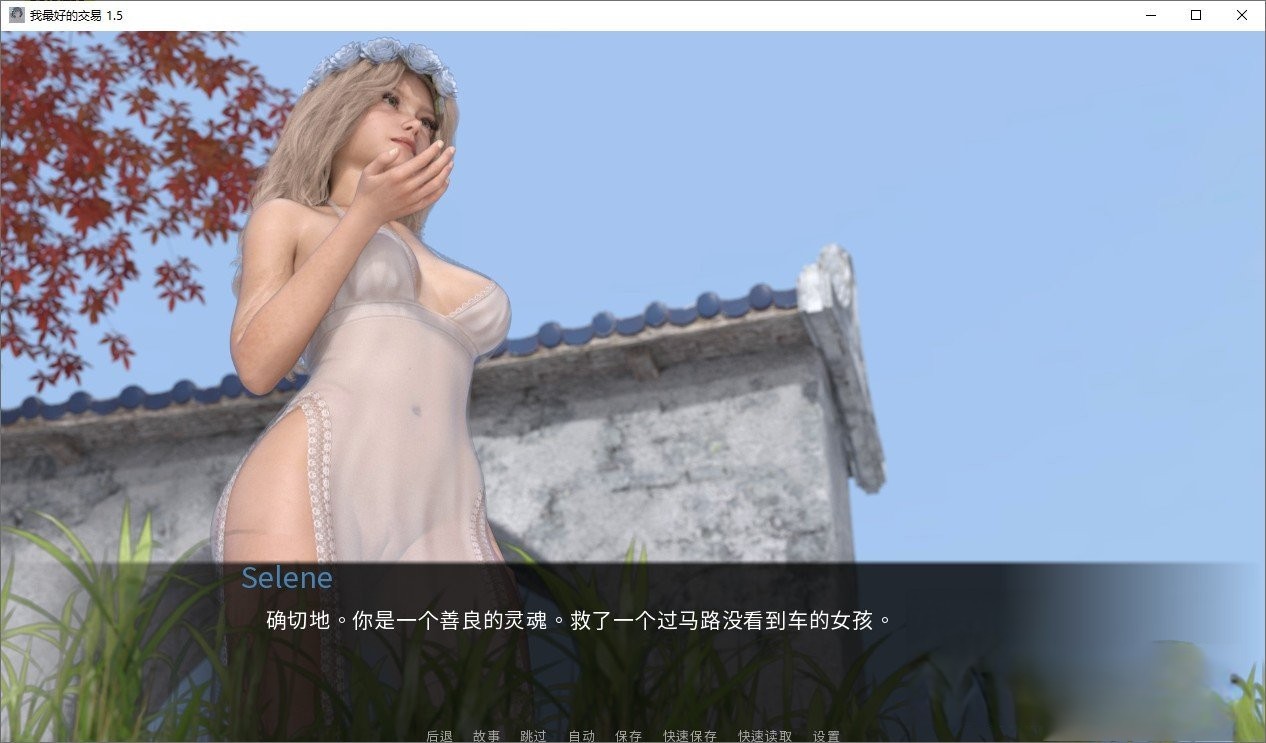 我最好的交易 1.5
Selene
确切地。你是一个善良的灵魂。救了一个过马路没看到车的女孩。
后退 故事 跳过 自动 保存 快速保存 快速读取 设置